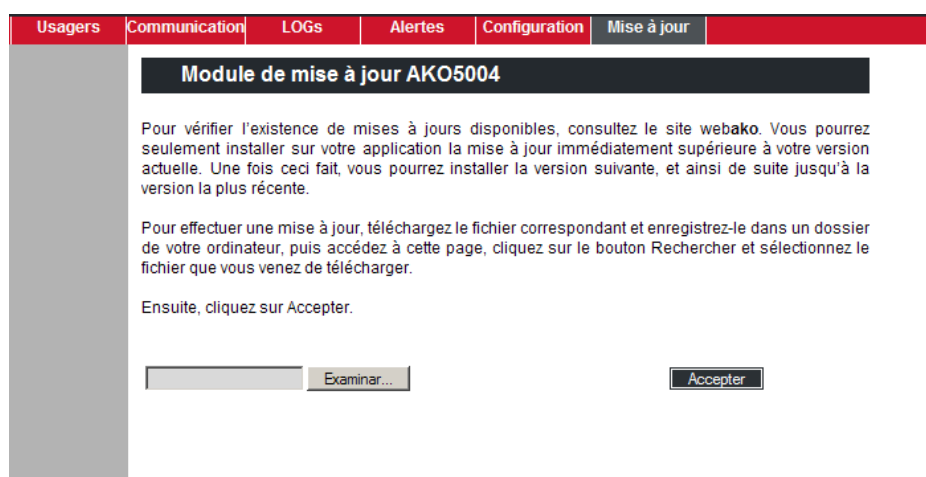 Usagers Communication LOGs Alertes Configuration Mise à jour
Module de mise à jour AKO5004
Pour vérifier l'existence de mises à jours disponibles, consultez le site webako. Vous pourrez
seulement installer sur votre application la mise à jour immédiatement supérieure à votre version
actuelle. Une fois ceci fait, vous pourrez installer la version suivante, et ainsi de suite jusqu'à la
version la plus récente.
Pour effectuer une mise à jour, téléchargez le fichier correspondant et enregistrez-le dans un dossier
de votre ordinateur, puis accédez à cette page, cliquez sur le bouton Rechercher et sélectionnez le
fichier que vous venez de télécharger.
Ensuite, cliquez sur Accepter.
Examinar... Accepter